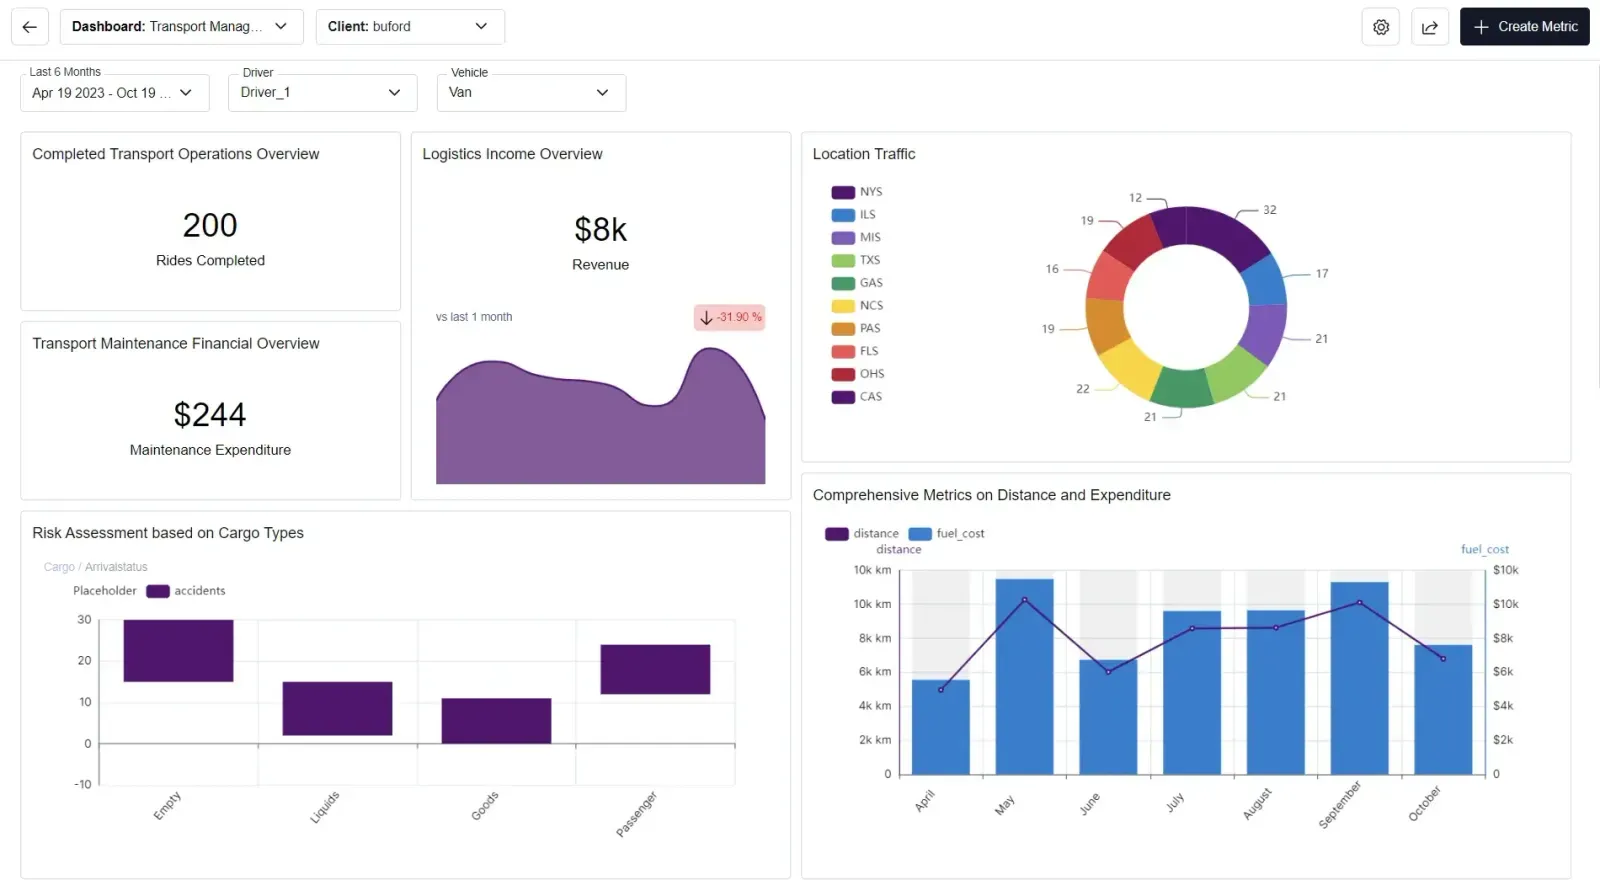 Dashboard: Transport Manag...
Client: buford
Create Metric
Last 6 Months
Apr 19 2023 - Oct 19 ...
Driver
Driver_1
Vehicle
Van
Completed Transport Operations Overview
200
Rides Completed
Transport Maintenance Financial Overview
$244
Maintenance Expenditure
Logistics Income Overview
$8k
Revenue
vs last 1 month
-31.90 %
Location Traffic
NYS
ILS
MIS
TXS
GAS
NCS
PAS
FLS
OHS
CAS
12
32
19
17
16
19
21
22
21
21
Risk Assessment based on Cargo Types
Cargo / Arrivalstatus
Placeholder accidents
30
20
10
0
-10
Empty
Liquids
Goods
Passenger
Comprehensive Metrics on Distance and Expenditure
distance fuel_cost
distance
fuel_cost
10k km
10k km
8k km
6k km
4k km
2k km
0
$10k
$10k
$8k
$6k
$4k
$2k
0
April
May
June
July
August
September
October